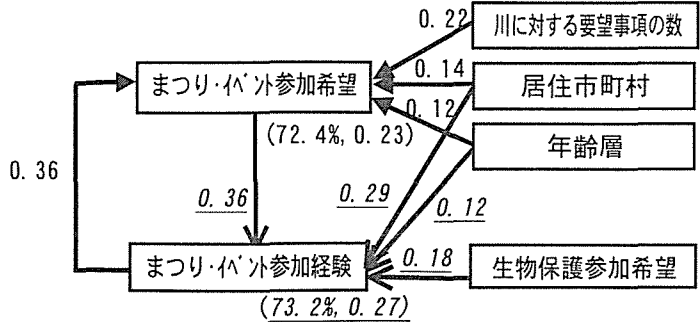 0.22
川に対する要望事項の数
まつり･イベント参加希望
0.14
居住市町村
0.12
(72.4%, 0.23)
年齢層
0.36
0.36
0.29
0.12
まつり･イベント参加経験
0.18
生物保護参加希望
(73.2%, 0.27)